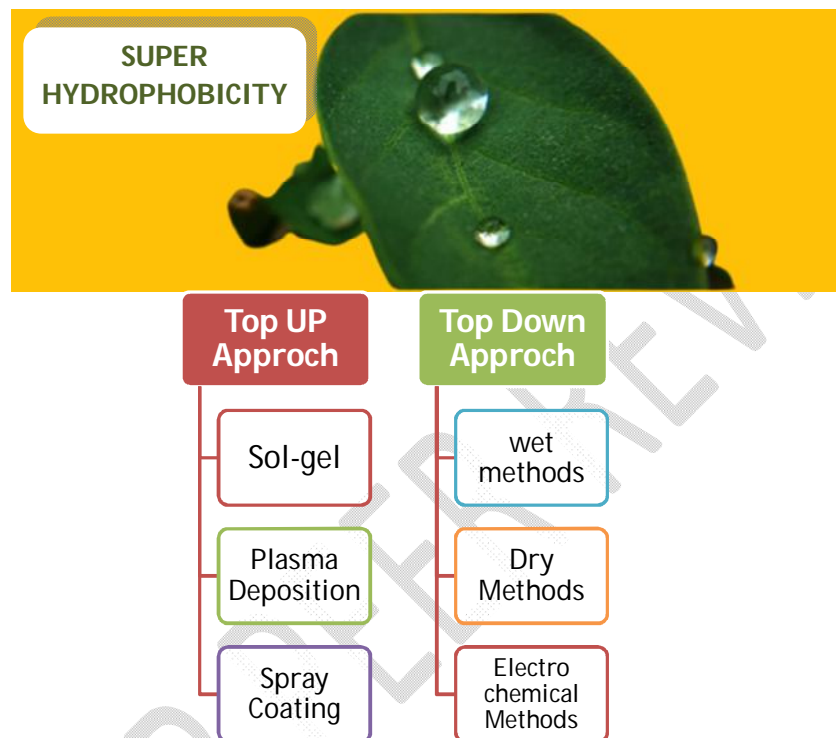 SUPER
HYDROPHOBICITY
Top UP
Approch
Sol-gel
Plasma
Deposition
Spray
Coating
Top Down
Approch
wet
methods
Dry
Methods
Electro
chemical
Methods